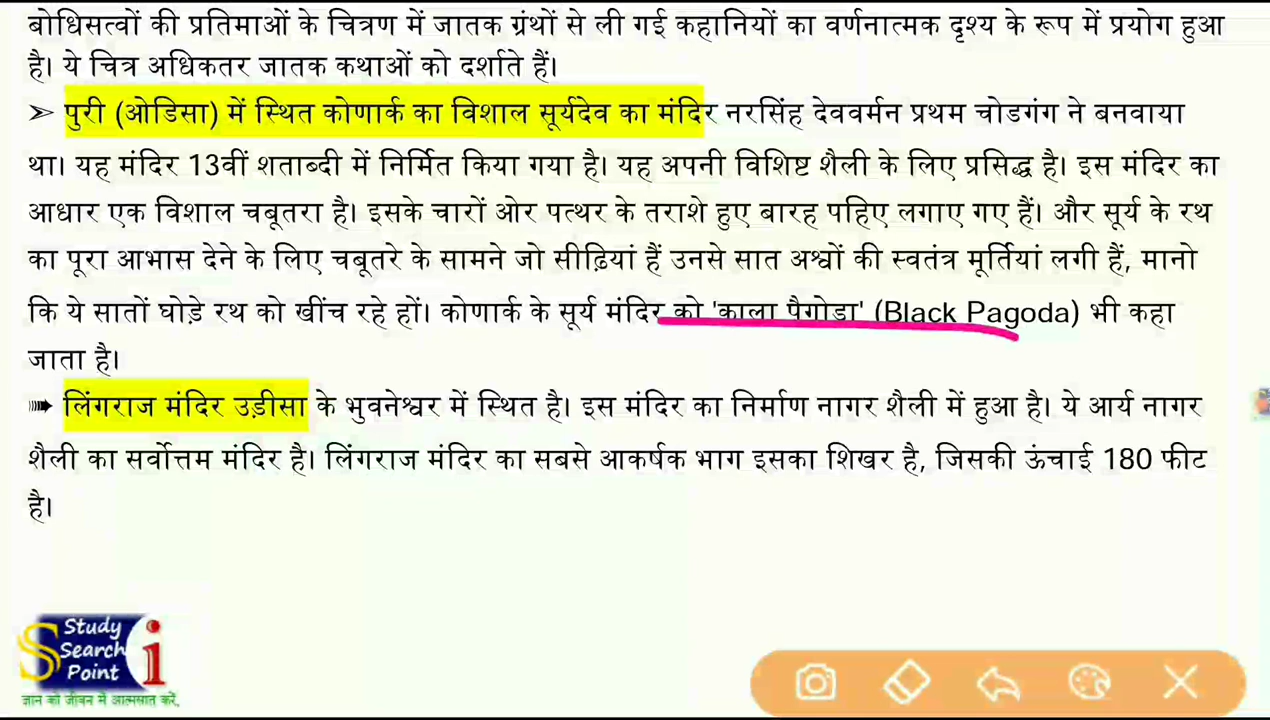 बोधिसत्वों की प्रतिमाओं के चित्रण में जातक ग्रंथों से ली गई कहानियों का वर्णनात्मक दृश्य के रूप में प्रयोग हुआ
है। ये चित्र अधिकतर जातक कथाओं को दर्शाते हैं।
➢ पुरी (ओडिसा) में स्थित कोणार्क का विशाल सूर्यदेव का मंदिर नरसिंह देववर्मन प्रथम चोडगंग ने बनवाया
था। यह मंदिर 13वीं शताब्दी में निर्मित किया गया है। यह अपनी विशिष्ट शैली के लिए प्रसिद्ध है। इस मंदिर का
आधार एक विशाल चबूतरा है। इसके चारों ओर पत्थर के तराशे हुए बारह पहिए लगाए गए हैं। और सूर्य के रथ
का पूरा आभास देने के लिए चबूतरे के सामने जो सीढ़ियां हैं उनसे सात अश्वों की स्वतंत्र मूर्तियां लगी हैं, मानो
कि ये सातों घोड़े रथ को खींच रहे हों। कोणार्क के सूर्य मंदिर को 'काला पैगोडा' (Black Pagoda) भी कहा
जाता है।
➠ लिंगराज मंदिर उड़ीसा के भुवनेश्वर में स्थित है। इस मंदिर का निर्माण नागर शैली में हुआ है। ये आर्य नागर
शैली का सर्वोत्तम मंदिर है। लिंगराज मंदिर का सबसे आकर्षक भाग इसका शिखर है, जिसकी ऊंचाई 180 फीट
है।
Study
Search
Point
ज्ञान को जीवन में आत्मसात करें,